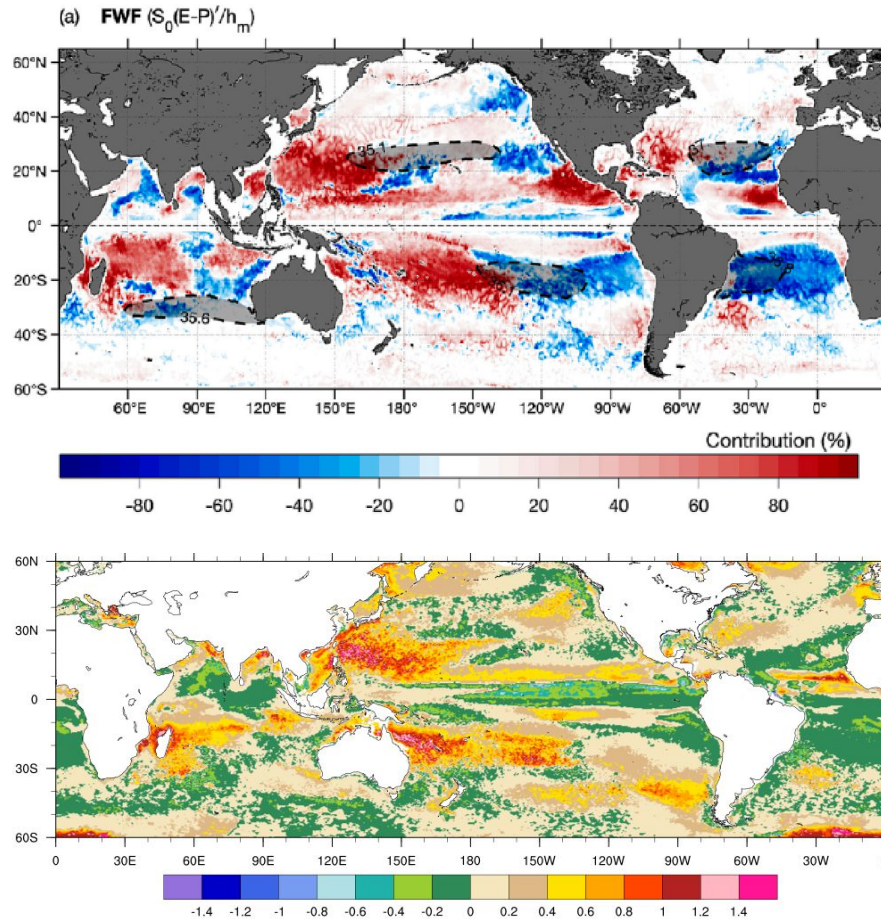 (a) FWF (S₀(E-P)′/hₘ)
60°N
40°N
20°N
0°
20°S
40°S
60°S
35.1
37
35.6
60°E 90°E 120°E 150°E 180° 150°W 120°W 90°W 60°W 30°W 0°
Contribution (%)
-80 -60 -40 -20 0 20 40 60 80
60N
30N
0
30S
60S
0 30E 60E 90E 120E 150E 180 150W 120W 90W 60W 30W 0
-1.4 -1.2 -1 -0.8 -0.6 -0.4 -0.2 0 0.2 0.4 0.6 0.8 1 1.2 1.4